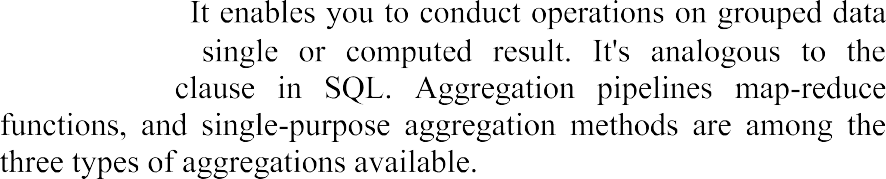 It enables you to conduct operations on grouped data
single or computed result. It's analogous to the
clause in SQL. Aggregation pipelines map-reduce
functions, and single-purpose aggregation methods are among the
three types of aggregations available.